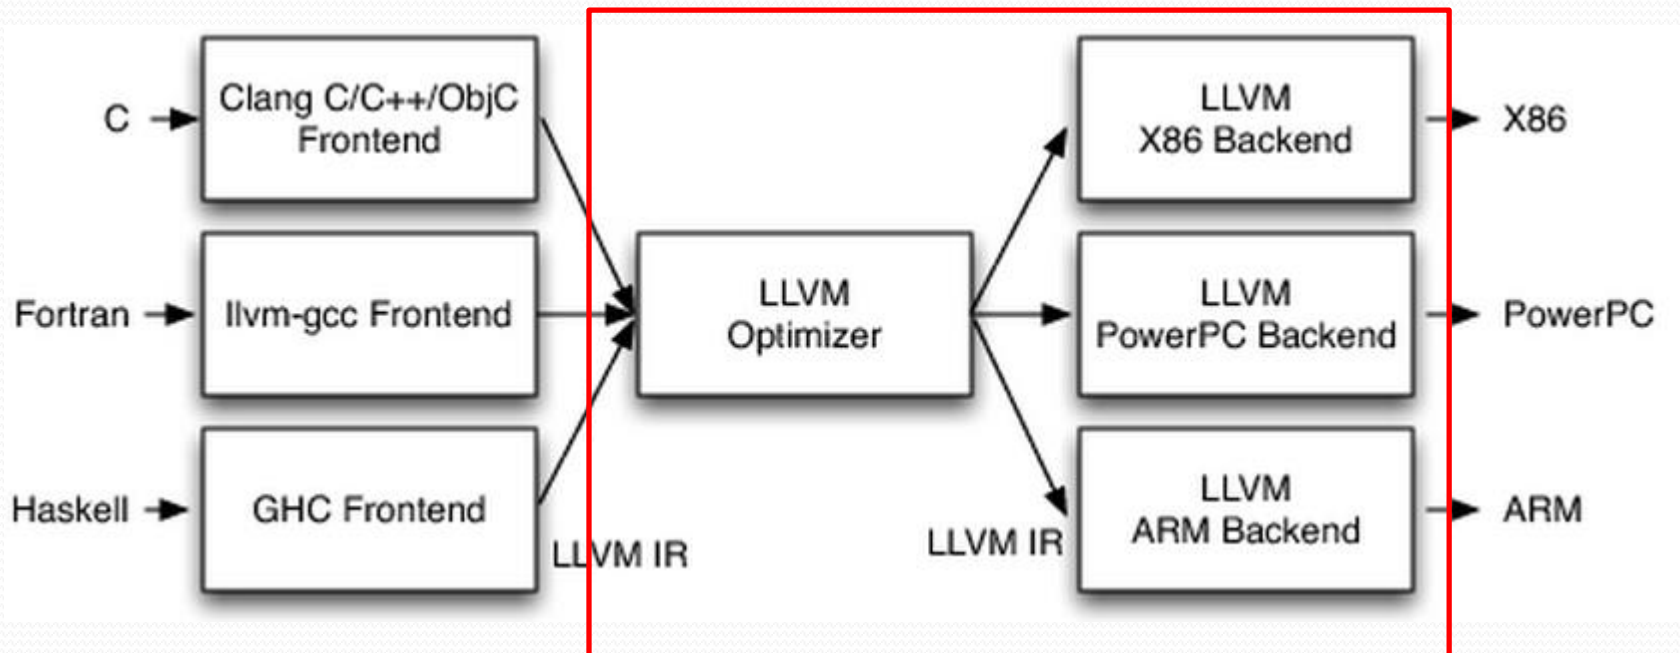 C
Clang C/C++/ObjC
Frontend
LLVM
X86 Backend
X86
Fortran
llvm-gcc Frontend
LLVM
Optimizer
LLVM
PowerPC Backend
PowerPC
Haskell
GHC Frontend
LLVM IR
LLVM IR
LLVM
ARM Backend
ARM